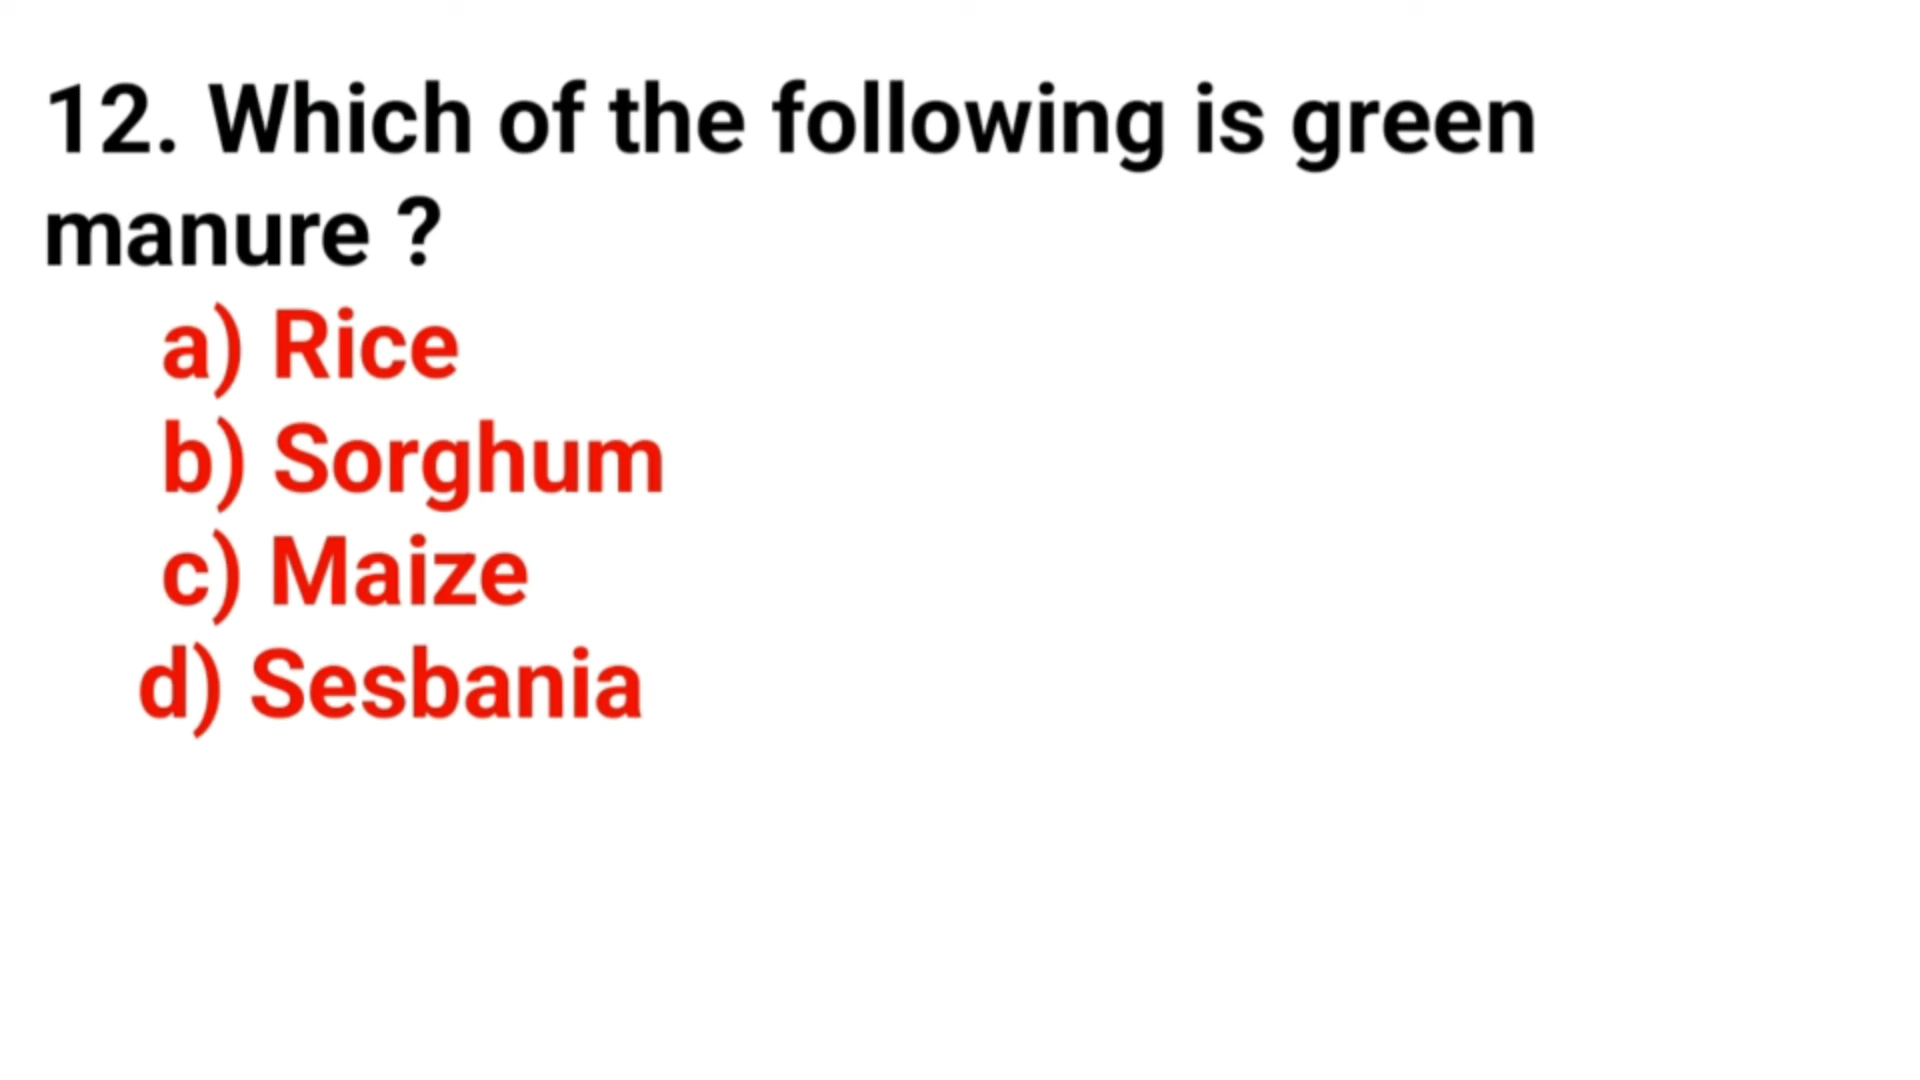 12. Which of the following is green
manure ?
a) Rice
b) Sorghum
c) Maize
d) Sesbania